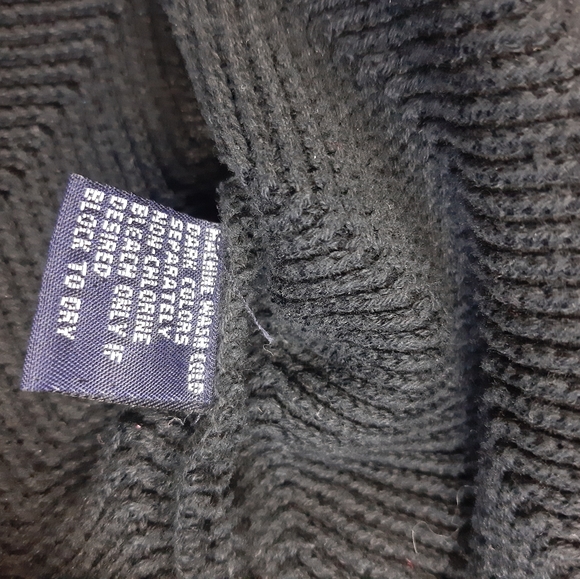 MACHINE WASH COLD
DARK COLORS
SEPARATELY
NON CHLORINE
BLEACH ONLY IF
DESIRED
BLOCK TO DRY